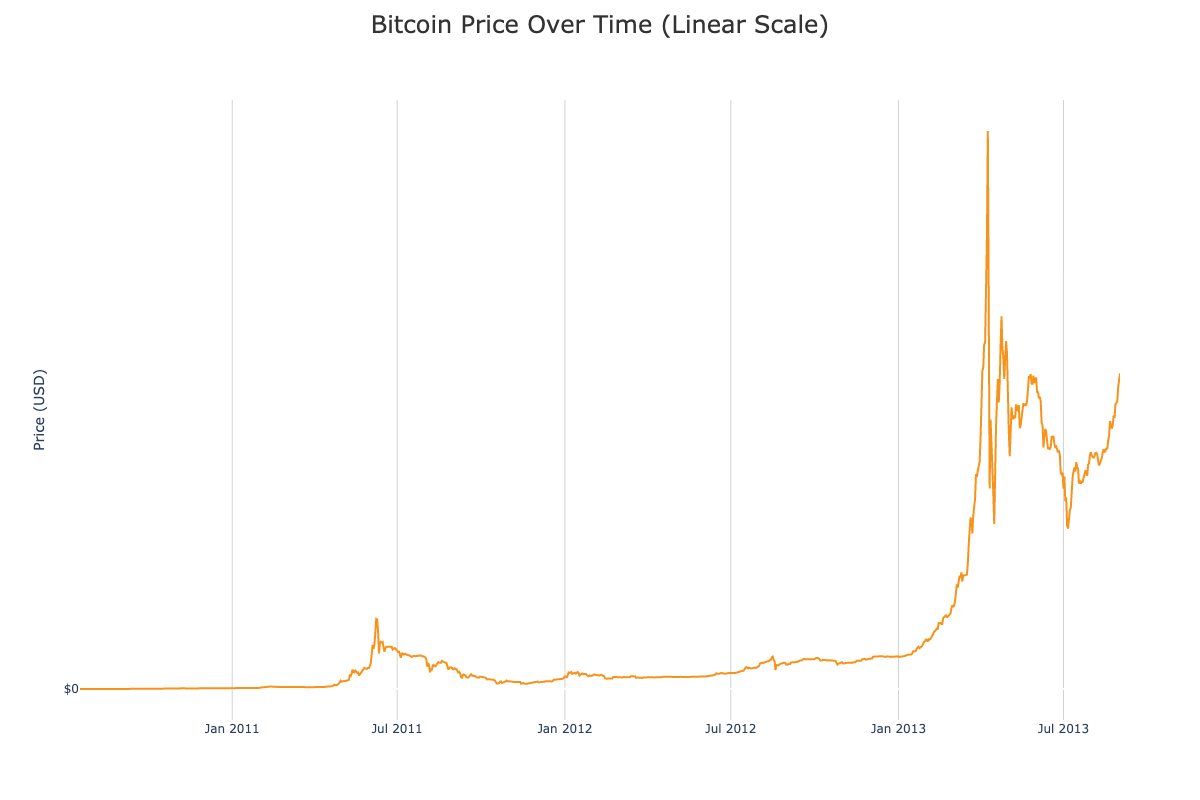 Bitcoin Price Over Time (Linear Scale)
Price (USD)
$0
Jan 2011
Jul 2011
Jan 2012
Jul 2012
Jan 2013
Jul 2013